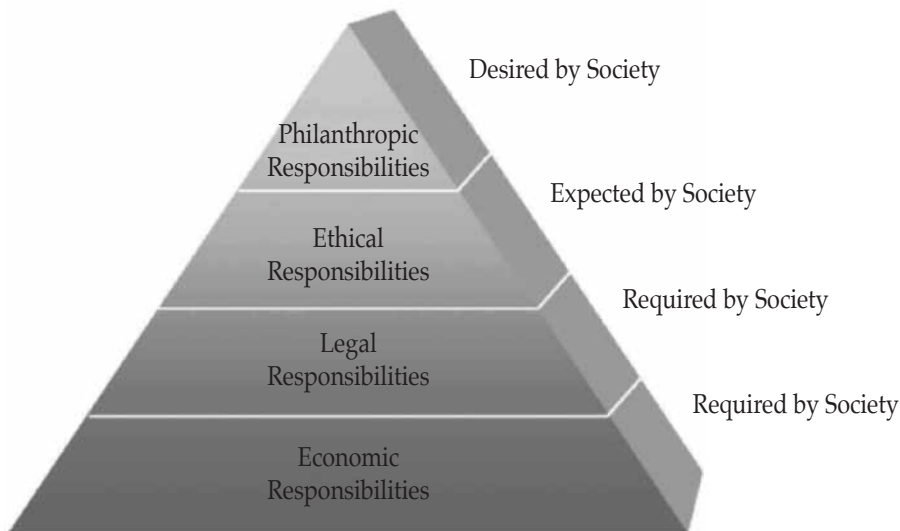 Desired by Society
Philanthropic
Responsibilities
Expected by Society
Ethical
Responsibilities
Required by Society
Legal
Responsibilities
Required by Society
Economic
Responsibilities